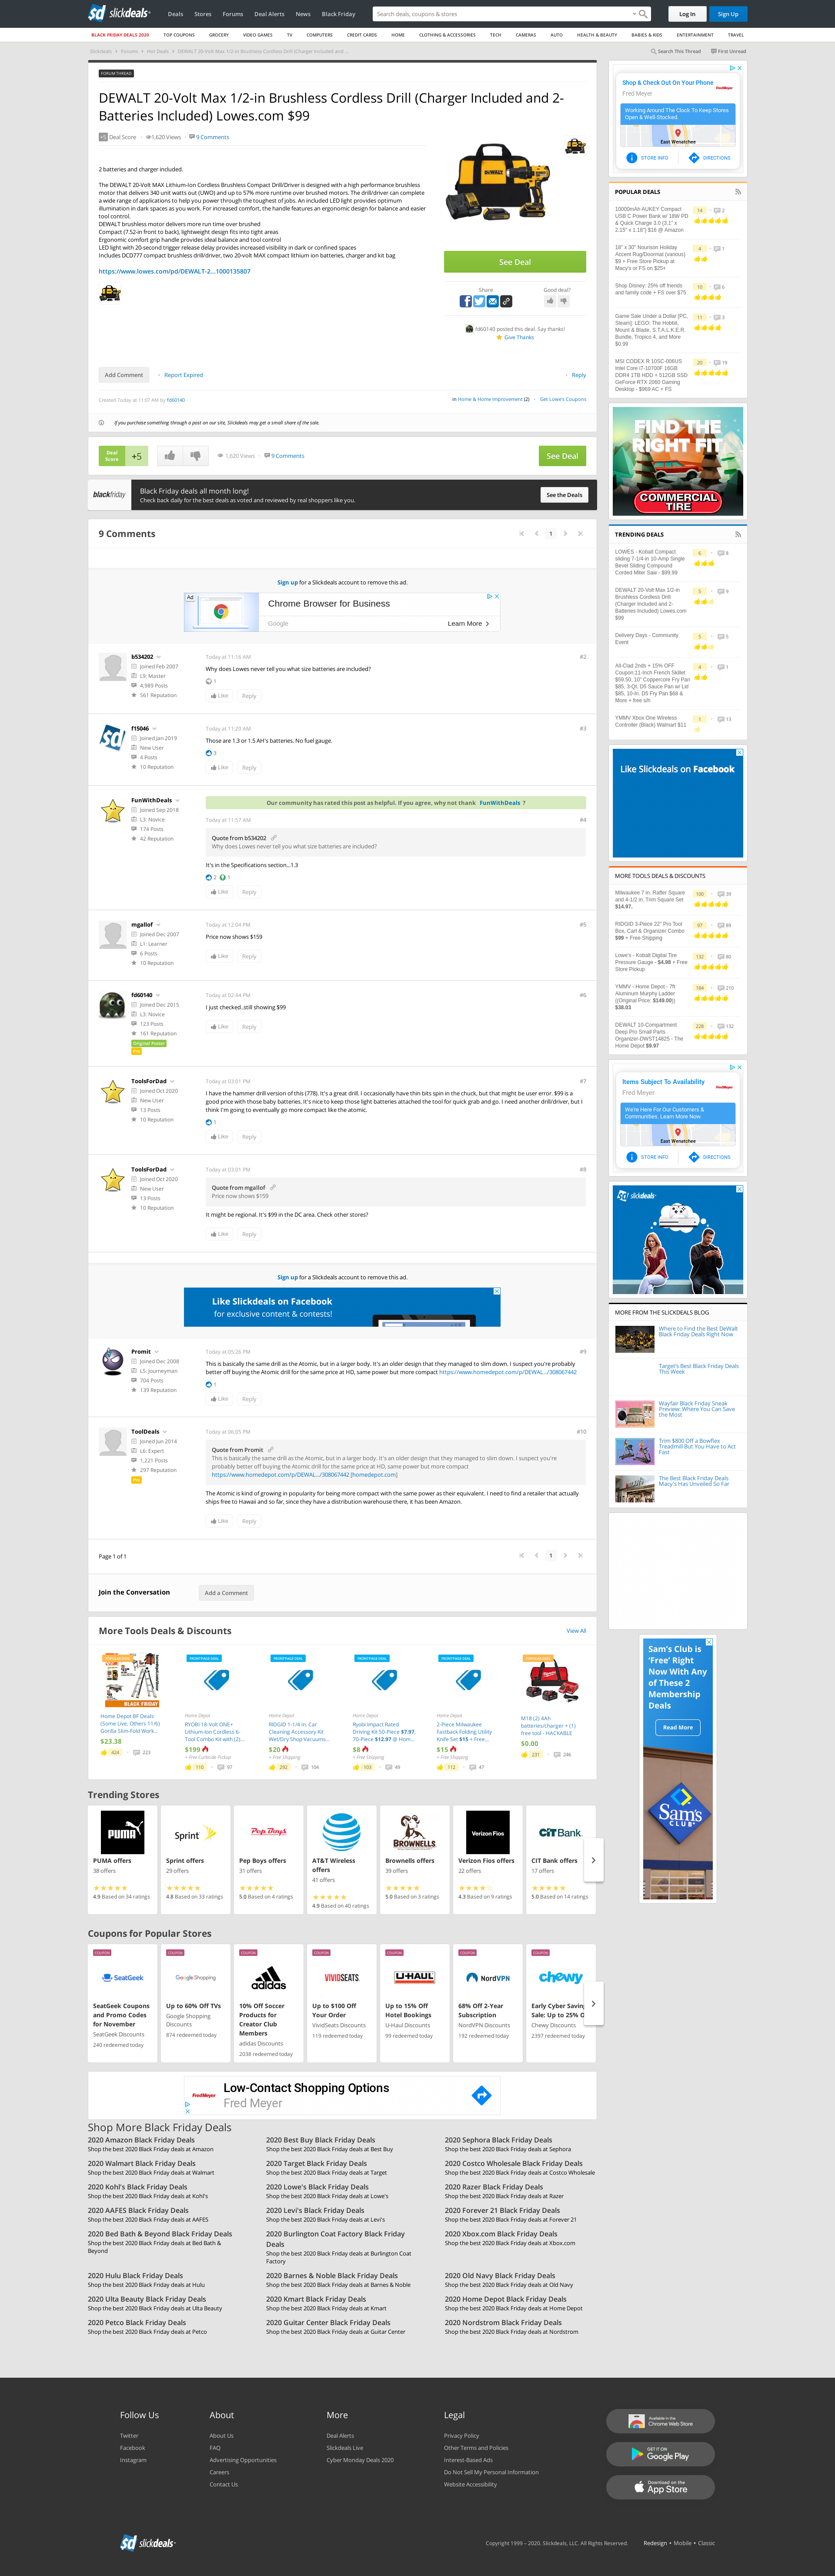 slickdeals
Deals
Stores
Forums
Deal Alerts
News
Black Friday
Search deals, coupons & stores
Log In
Sign Up
BLACK FRIDAY DEALS 2020
TOP COUPONS
GROCERY
VIDEO GAMES
TV
COMPUTERS
CREDIT CARDS
HOME
CLOTHING & ACCESSORIES
TECH
CAMERAS
AUTO
HEALTH & BEAUTY
BABIES & KIDS
ENTERTAINMENT
TRAVEL
Slickdeals > Forums > Hot Deals > DEWALT 20-Volt Max 1/2-in Brushless Cordless Drill (Charger Included and ...
Search This Thread
First Unread
FORUM THREAD
DEWALT 20-Volt Max 1/2-in Brushless Cordless Drill (Charger Included and 2-
Batteries Included) Lowes.com $99
+5 Deal Score
1,620 Views
9 Comments
2 batteries and charger included.
The DEWALT 20-Volt MAX Lithium-Ion Cordless Brushless Compact Drill/Driver is designed with a high performance brushless
motor that delivers 340 unit watts out (UWO) and up to 57% more run time over brushed motors. The drill/driver can complete
a wide range of applications to help you power through the toughest of jobs. An included LED light provides optimum
illumination in dark spaces as you work. For increased comfort, the handle features an ergonomic design for balance and easier
tool control.
DEWALT brushless motor delivers more run time over brushed
Compact (7.52-in front to back), lightweight design fits into tight areas
Ergonomic comfort grip handle provides ideal balance and tool control
LED light with 20-second trigger release delay provides increased visibility in dark or confined spaces
Includes DCD777 compact brushless drill/driver, two 20-volt MAX compact lithium ion batteries, charger and kit bag
https://www.lowes.com/pd/DEWALT-2...1000135807
See Deal
Share
Good deal?
fd60140 posted this deal. Say thanks!
Give Thanks
Add Comment
Report Expired
Reply
Created Today at 11:07 AM by fd60140
in Home & Home Improvement (2)
Get Lowe's Coupons
If you purchase something through a post on our site, Slickdeals may get a small share of the sale.
Deal
Score
+5
1,620 Views
9 Comments
See Deal
blackfriday
Black Friday deals all month long!
Check back daily for the best deals as voted and reviewed by real shoppers like you.
See the Deals
9 Comments
1
Sign up for a Slickdeals account to remove this ad.
Ad
Chrome Browser for Business
Google
Learn More
b534202
Joined Feb 2007
L9: Master
4,989 Posts
561 Reputation
Today at 11:16 AM
#2
Why does Lowes never tell you what size batteries are included?
1
Like
Reply
f15046
Joined Jan 2019
New User
4 Posts
10 Reputation
Today at 11:20 AM
#3
Those are 1.3 or 1.5 AH's batteries. No fuel gauge.
3
Like
Reply
FunWithDeals
Joined Sep 2018
L3: Novice
174 Posts
42 Reputation
Our community has rated this post as helpful. If you agree, why not thank FunWithDeals ?
Today at 11:57 AM
#4
Quote from b534202
Why does Lowes never tell you what size batteries are included?
It's in the Specifications section...1.3
2 1
Like
Reply
mgallof
Joined Dec 2007
L1: Learner
6 Posts
10 Reputation
Today at 12:04 PM
#5
Price now shows $159
Like
Reply
fd60140
Joined Dec 2015
L3: Novice
123 Posts
161 Reputation
Original Poster
Pro
Today at 02:44 PM
#6
I just checked..still showing $99
Like
Reply
ToolsForDad
Joined Oct 2020
New User
13 Posts
10 Reputation
Today at 03:01 PM
#7
I have the hammer drill version of this (778). It's a great drill. I occasionally have thin bits spin in the chuck, but that might be user error. $99 is a
good price with those baby batteries. It's nice to keep those light batteries attached the tool for quick grab and go. I need another drill/driver, but I
think I'm going to eventually go more compact like the atomic.
1
Like
Reply
ToolsForDad
Joined Oct 2020
New User
13 Posts
10 Reputation
Today at 03:01 PM
#8
Quote from mgallof
Price now shows $159
It might be regional. It's $99 in the DC area. Check other stores?
Like
Reply
Sign up for a Slickdeals account to remove this ad.
Like Slickdeals on Facebook
for exclusive content & contests!
Promit
Joined Dec 2008
L5: Journeyman
704 Posts
139 Reputation
Today at 05:25 PM
#9
This is basically the same drill as the Atomic, but in a larger body. It's an older design that they managed to slim down. I suspect you're probably
better off buying the Atomic drill for the same price at HD, same power but more compact https://www.homedepot.com/p/DEWAL.../308067442
1
Like
Reply
ToolDeals
Joined Jun 2014
L6: Expert
1,221 Posts
297 Reputation
Pro
Today at 06:05 PM
#10
Quote from Promit
This is basically the same drill as the Atomic, but in a larger body. It's an older design that they managed to slim down. I suspect you're
probably better off buying the Atomic drill for the same price at HD, same power but more compact
https://www.homedepot.com/p/DEWAL.../308067442 [homedepot.com]
The Atomic is kind of growing in popularity for being more compact with the same power as their equivalent. I need to find a retailer that actually
ships free to Hawaii and so far, since they have a distribution warehouse there, it has been Amazon.
Like
Reply
Page 1 of 1
1
Join the Conversation
Add a Comment
More Tools Deals & Discounts
View All
Home Depot BF Deals
(Some Live, Others 11/6)
Gorilla Slim-Fold Work...
$23.38
424 223
FRONTPAGE DEAL
Home Depot
RYOBI 18-Volt ONE+
Lithium-Ion Cordless 6-
Tool Combo Kit with (2)...
$199
+ Free Curbside Pickup
110 97
FRONTPAGE DEAL
Home Depot
RIDGID 1-1/4 in. Car
Cleaning Accessory Kit
Wet/Dry Shop Vacuums...
$20
+ Free Shipping
292 104
FRONTPAGE DEAL
Home Depot
Ryobi Impact Rated
Driving Kit 50-Piece $7.97,
70-Piece $12.97 @ Hom...
$8
+ Free Shipping
103 49
FRONTPAGE DEAL
Home Depot
2-Piece Milwaukee
Fastback Folding Utility
Knife Set $15 + Free...
$15
+ Free Shipping
112 47
M18 (2) 4Ah
batteries/charger + (1)
free tool - HACKABLE
$0.00
231 246
Trending Stores
PUMA
PUMA offers
38 offers
4.9 Based on 34 ratings
Sprint
Sprint offers
29 offers
4.8 Based on 33 ratings
Pep Boys
Pep Boys offers
31 offers
5.0 Based on 4 ratings
AT&T
AT&T Wireless
offers
41 offers
4.9 Based on 40 ratings
BROWNELLS
Brownells offers
39 offers
5.0 Based on 3 ratings
Verizon Fios
Verizon Fios offers
22 offers
4.3 Based on 9 ratings
CIT BANK
CIT Bank offers
17 offers
5.0 Based on 14 ratings
Coupons for Popular Stores
COUPON
SeatGeek
SeatGeek Coupons
and Promo Codes
for November
SeatGeek Discounts
240 redeemed today
COUPON
Google Shopping
Up to 60% Off TVs
Google Shopping
Discounts
874 redeemed today
COUPON
adidas
10% Off Soccer
Products for
Creator Club
Members
adidas Discounts
2038 redeemed today
COUPON
VIVIDSEATS
Up to $100 Off
Your Order
VividSeats Discounts
119 redeemed today
COUPON
U-HAUL
Up to 15% Off
Hotel Bookings
U-Haul Discounts
99 redeemed today
COUPON
NordVPN
68% Off 2-Year
Subscription
NordVPN Discounts
192 redeemed today
COUPON
chewy
Early Cyber Saving
Sale: Up to 25% O
Chewy Discounts
2397 redeemed today
Fred Meyer
Low-Contact Shopping Options
Fred Meyer
Shop More Black Friday Deals
2020 Amazon Black Friday Deals
Shop the best 2020 Black Friday deals at Amazon
2020 Best Buy Black Friday Deals
Shop the best 2020 Black Friday deals at Best Buy
2020 Sephora Black Friday Deals
Shop the best 2020 Black Friday deals at Sephora
2020 Walmart Black Friday Deals
Shop the best 2020 Black Friday deals at Walmart
2020 Target Black Friday Deals
Shop the best 2020 Black Friday deals at Target
2020 Costco Wholesale Black Friday Deals
Shop the best 2020 Black Friday deals at Costco Wholesale
2020 Kohl's Black Friday Deals
Shop the best 2020 Black Friday deals at Kohl's
2020 Lowe's Black Friday Deals
Shop the best 2020 Black Friday deals at Lowe's
2020 Razer Black Friday Deals
Shop the best 2020 Black Friday deals at Razer
2020 AAFES Black Friday Deals
Shop the best 2020 Black Friday deals at AAFES
2020 Levi's Black Friday Deals
Shop the best 2020 Black Friday deals at Levi's
2020 Forever 21 Black Friday Deals
Shop the best 2020 Black Friday deals at Forever 21
2020 Bed Bath & Beyond Black Friday Deals
Shop the best 2020 Black Friday deals at Bed Bath &
Beyond
2020 Burlington Coat Factory Black Friday
Deals
Shop the best 2020 Black Friday deals at Burlington Coat
Factory
2020 Xbox.com Black Friday Deals
Shop the best 2020 Black Friday deals at Xbox.com
2020 Hulu Black Friday Deals
Shop the best 2020 Black Friday deals at Hulu
2020 Barnes & Noble Black Friday Deals
Shop the best 2020 Black Friday deals at Barnes & Noble
2020 Old Navy Black Friday Deals
Shop the best 2020 Black Friday deals at Old Navy
2020 Ulta Beauty Black Friday Deals
Shop the best 2020 Black Friday deals at Ulta Beauty
2020 Kmart Black Friday Deals
Shop the best 2020 Black Friday deals at Kmart
2020 Home Depot Black Friday Deals
Shop the best 2020 Black Friday deals at Home Depot
2020 Petco Black Friday Deals
Shop the best 2020 Black Friday deals at Petco
2020 Guitar Center Black Friday Deals
Shop the best 2020 Black Friday deals at Guitar Center
2020 Nordstrom Black Friday Deals
Shop the best 2020 Black Friday deals at Nordstrom
Shop & Check Out On Your Phone
Fred Meyer
Working Around The Clock To Keep Stores
Open & Well-Stocked.
East Wenatchee
STORE INFO
DIRECTIONS
POPULAR DEALS
10000mAh AUKEY Compact
USB C Power Bank w/ 18W PD
& Quick Charge 3.0 (3.1" x
2.15" x 1.18") $16 @ Amazon
14 2
18" x 30" Nourison Holiday
Accent Rug/Doormat (various)
$9 + Free Store Pickup at
Macy's or FS on $25+
4 1
Shop Disney: 25% off friends
and family code + FS over $75
10 6
Game Sale Under a Dollar [PC,
Steam]: LEGO: The Hobbit,
Mount & Blade, S.T.A.L.K.E.R,
Bundle, Tropico 4, and More
$0.99
11 3
MSI CODEX R 10SC-006US
Intel Core i7-10700F 16GB
DDR4 1TB HDD + 512GB SSD
GeForce RTX 2060 Gaming
Desktop - $869 AC + FS
20 19
FIND THE
RIGHT FIT
COMMERCIAL
TIRE
TRENDING DEALS
LOWES - Kobalt Compact
sliding 7-1/4-in 10-Amp Single
Bevel Sliding Compound
Corded Miter Saw - $99.99
6 8
DEWALT 20-Volt Max 1/2-in
Brushless Cordless Drill
(Charger Included and 2-
Batteries Included) Lowes.com
$99
5 9
Delivery Days - Community
Event
5 5
All-Clad 2nds + 15% OFF
Coupon:11-Inch French Skillet
$59.50, 10" Coppercore Fry Pan
$85, 3-Qt. D5 Sauce Pan w/ Lid
$85, 10-in. D5 Fry Pan $68 &
More + free s/h
4 1
YMMV Xbox One Wireless
Controller (Black) Walmart $11
1 13
Like Slickdeals on Facebook
MORE TOOLS DEALS & DISCOUNTS
Milwaukee 7 in. Rafter Square
and 4-1/2 in. Trim Square Set
$14.97.
100 39
RIDGID 3-Piece 22" Pro Tool
Box, Cart & Organizer Combo
$99 + Free Shipping
97 89
Lowe's - Kobalt Digital Tire
Pressure Gauge - $4.98 + Free
Store Pickup
132 80
YMMV - Home Depot - 7ft
Aluminum Murphy Ladder
((Original Price: $149.00))
$38.03
184 210
DEWALT 10-Compartment
Deep Pro Small Parts
Organizer-DWST14825 - The
Home Depot $9.97
228 132
Items Subject To Availability
Fred Meyer
We're Here For Our Customers &
Communities. Learn More Now.
East Wenatchee
STORE INFO
DIRECTIONS
slickdeals
MORE FROM THE SLICKDEALS BLOG
Where to Find the Best DeWalt
Black Friday Deals Right Now
Target's Best Black Friday Deals
This Week
Wayfair Black Friday Sneak
Preview: Where You Can Save
the Most
Trim $800 Off a Bowflex
Treadmill But You Have to Act
Fast
The Best Black Friday Deals
Macy's Has Unveiled So Far
Sam's Club is
'Free' Right
Now With Any
of These 2
Membership
Deals
Read More
Sam's
CLUB
Follow Us
Twitter
Facebook
Instagram
About
About Us
FAQ
Advertising Opportunities
Careers
Contact Us
More
Deal Alerts
Slickdeals Live
Cyber Monday Deals 2020
Legal
Privacy Policy
Other Terms and Policies
Interest-Based Ads
Do Not Sell My Personal Information
Website Accessibility
Available in the
Chrome Web Store
GET IT ON
Google Play
Download on the
App Store
slickdeals
Copyright 1999 – 2020. Slickdeals, LLC. All Rights Reserved.
Redesign • Mobile • Classic